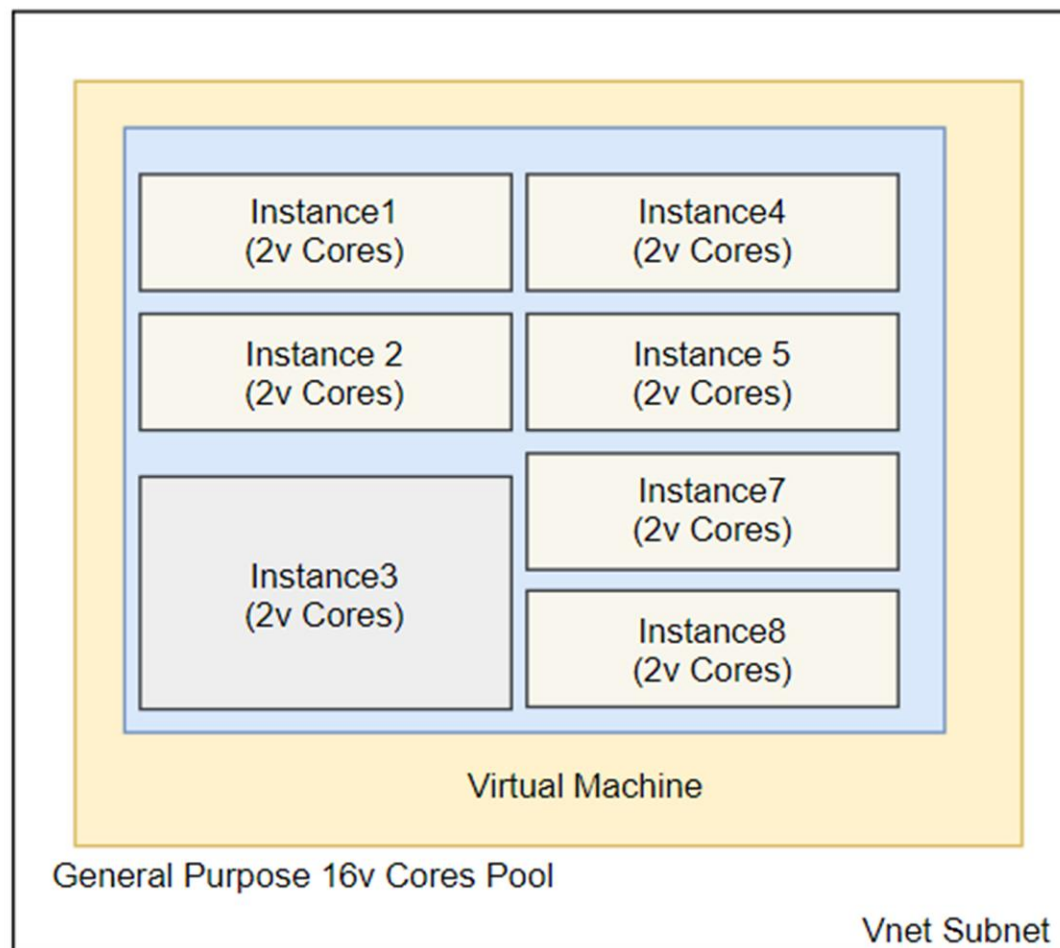 Instance1
(2v Cores)
Instance 2
(2v Cores)
Instance3
(2v Cores)
Instance4
(2v Cores)
Instance 5
(2v Cores)
Instance7
(2v Cores)
Instance8
(2v Cores)
Virtual Machine
General Purpose 16v Cores Pool
Vnet Subnet